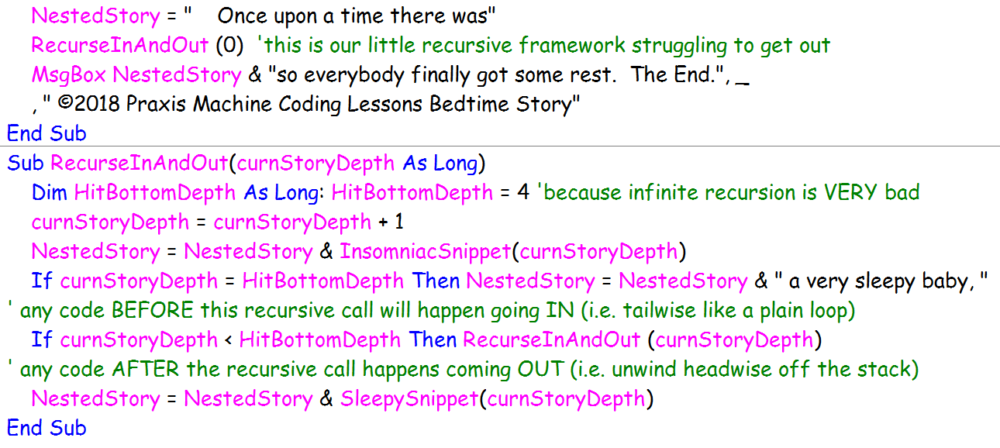 NestedStory = "    Once upon a time there was"
RecurseInAndOut (0)  'this is our little recursive framework struggling to get out
MsgBox NestedStory & "so everybody finally got some rest.  The End.", _
, " ©2018 Praxis Machine Coding Lessons Bedtime Story"
End Sub
Sub RecurseInAndOut(curnStoryDepth As Long)
Dim HitBottomDepth As Long: HitBottomDepth = 4 'because infinite recursion is VERY bad
curnStoryDepth = curnStoryDepth + 1
NestedStory = NestedStory & InsomniacSnippet(curnStoryDepth)
If curnStoryDepth = HitBottomDepth Then NestedStory = NestedStory & " a very sleepy baby, "
' any code BEFORE this recursive call will happen going IN (i.e. tailwise like a plain loop)
If curnStoryDepth < HitBottomDepth Then RecurseInAndOut (curnStoryDepth)
' any code AFTER the recursive call happens coming OUT (i.e. unwind headwise off the stack)
NestedStory = NestedStory & SleepySnippet(curnStoryDepth)
End Sub